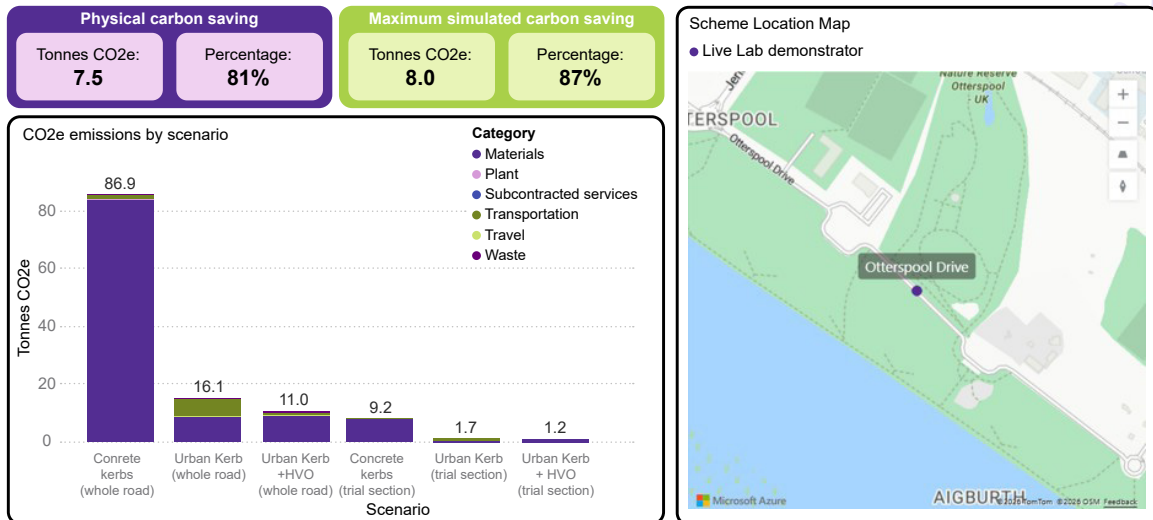 Physical carbon saving
Tonnes CO2e:
7.5
Percentage:
81%
Maximum simulated carbon saving
Tonnes CO2e:
8.0
Percentage:
87%
CO2e emissions by scenario
Category
Materials
Plant
Subcontracted services
Transportation
Travel
Waste
Tonnes CO2e
80
60
40
20
0
86.9
16.1
11.0
9.2
1.7
1.2
Conrete
kerbs
(whole road)
Urban Kerb
(whole road)
Urban Kerb
+HVO
(whole road)
Concrete
kerbs
(trial section)
Urban Kerb
(trial section)
Urban Kerb
+ HVO
(trial section)
Scenario
Scheme Location Map
Live Lab demonstrator
Nature Reserve
Otterspool
UK
TERSPOOL
Otterspool Drive
Otterspool Drive
+
−
AIGBURTH
Microsoft Azure
©2026 TomTom ©2026 OSM Feedback